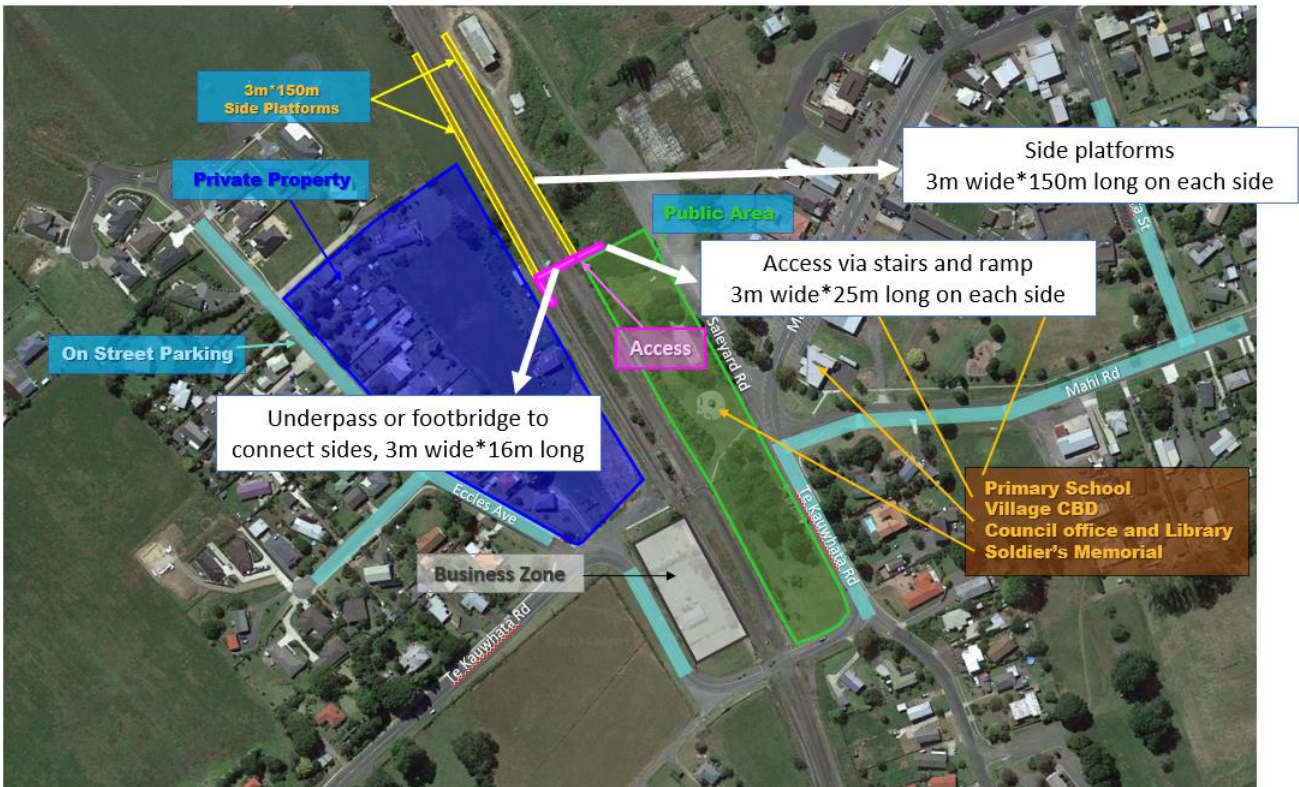 3m*150m
Side Platforms
Private Property
Side platforms
3m wide*150m long on each side
Public Area
Access via stairs and ramp
3m wide*25m long on each side
On Street Parking
Access
Saleyard Rd
Mahi Rd
Underpass or footbridge to
connect sides, 3m wide*16m long
Eccles Ave
Te Kauwhata Rd
Primary School
Village CBD
Council office and Library
Soldier's Memorial
Business Zone
Te Kauwhata Rd
St